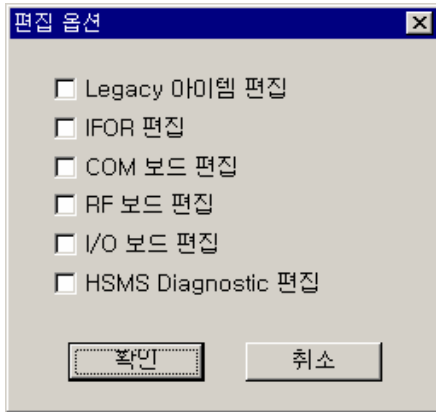 편집 옵션
Legacy 아이템 편집
IFOR 편집
COM 보드 편집
RF 보드 편집
I/O 보드 편집
HSMS Diagnostic 편집
확인 취소